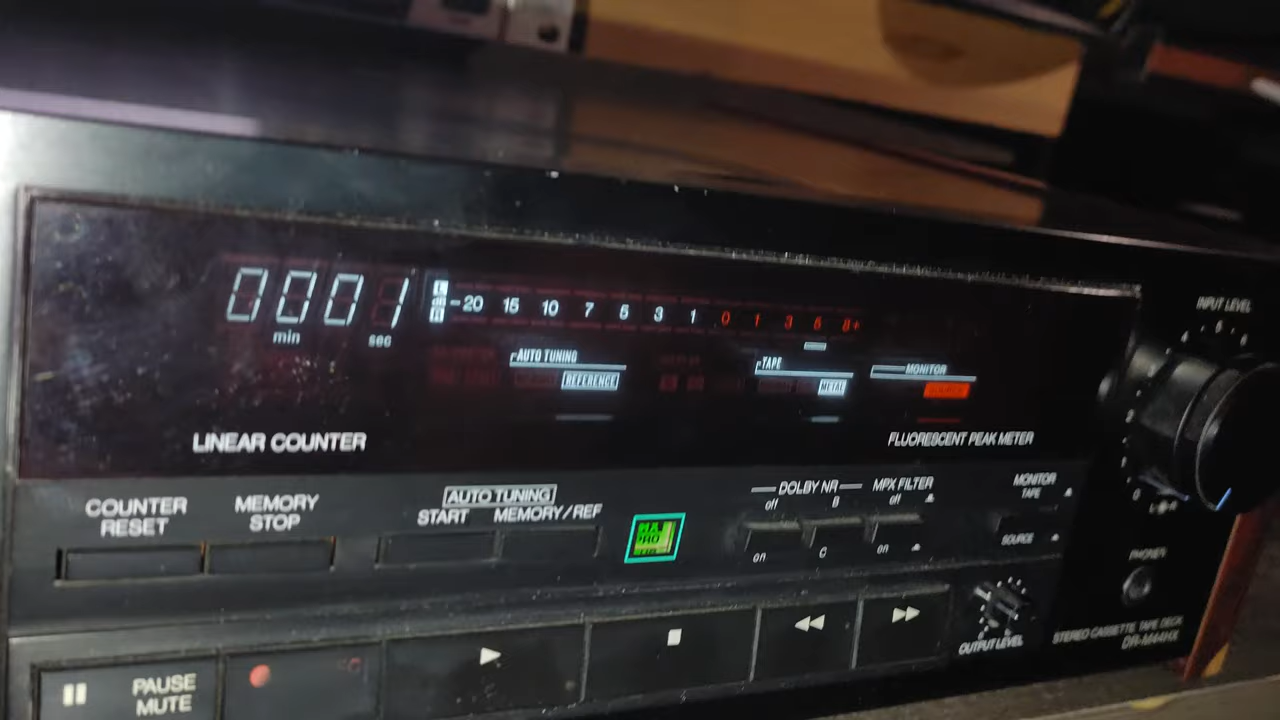 INPUT LEVEL
0001
min sec
L dB R -20 15 10 7 5 3 1 0 1 3 5 8+
AUTO TUNING
REFERENCE
TAPE
METAL
MONITOR
LINEAR COUNTER
FLUORESCENT PEAK METER
COUNTER RESET
MEMORY STOP
AUTO TUNING
START MEMORY/REF
DOLBY NR
off B
on C
MPX FILTER
off
on
MONITOR
TAPE
SOURCE
PHONES
OUTPUT LEVEL
STEREO CASSETTE TAPE DECK
DR-M44HX
PAUSE
MUTE